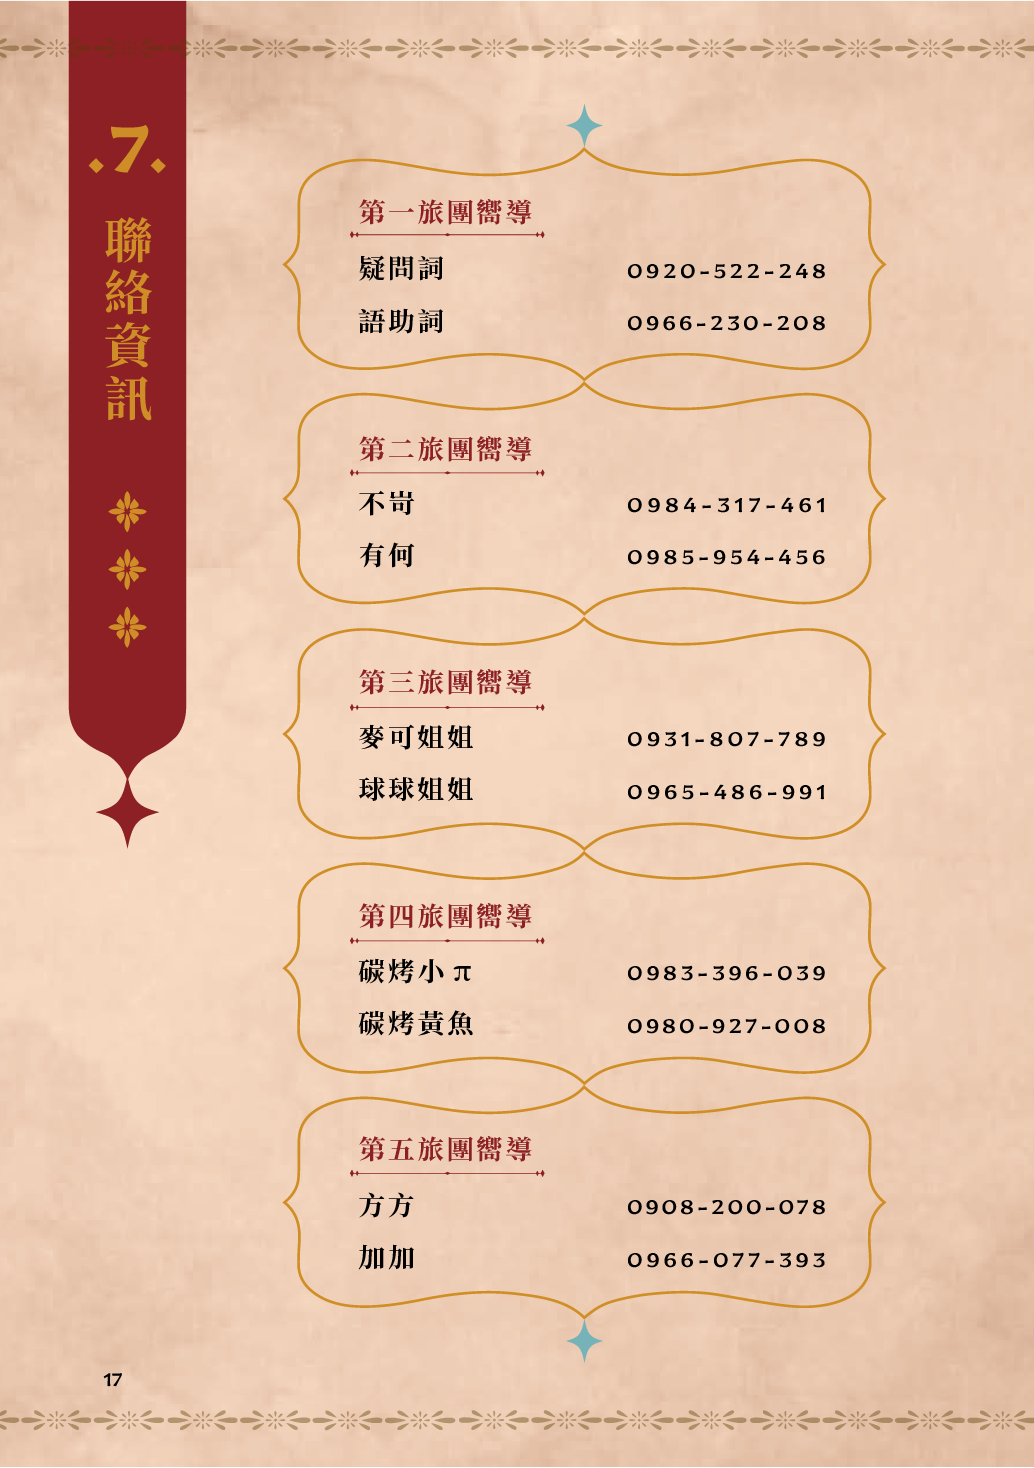 7
聯絡資訊
第一旅團嚮導
疑問詞 0920-522-248
語助詞 0966-230-208
第二旅團嚮導
不岢 0984-317-461
有何 0985-954-456
第三旅團嚮導
麥可姐姐 0931-807-789
球球姐姐 0965-486-991
第四旅團嚮導
碳烤小 π 0983-396-039
碳烤黃魚 0980-927-008
第五旅團嚮導
方方 0908-200-078
加加 0966-077-393
17